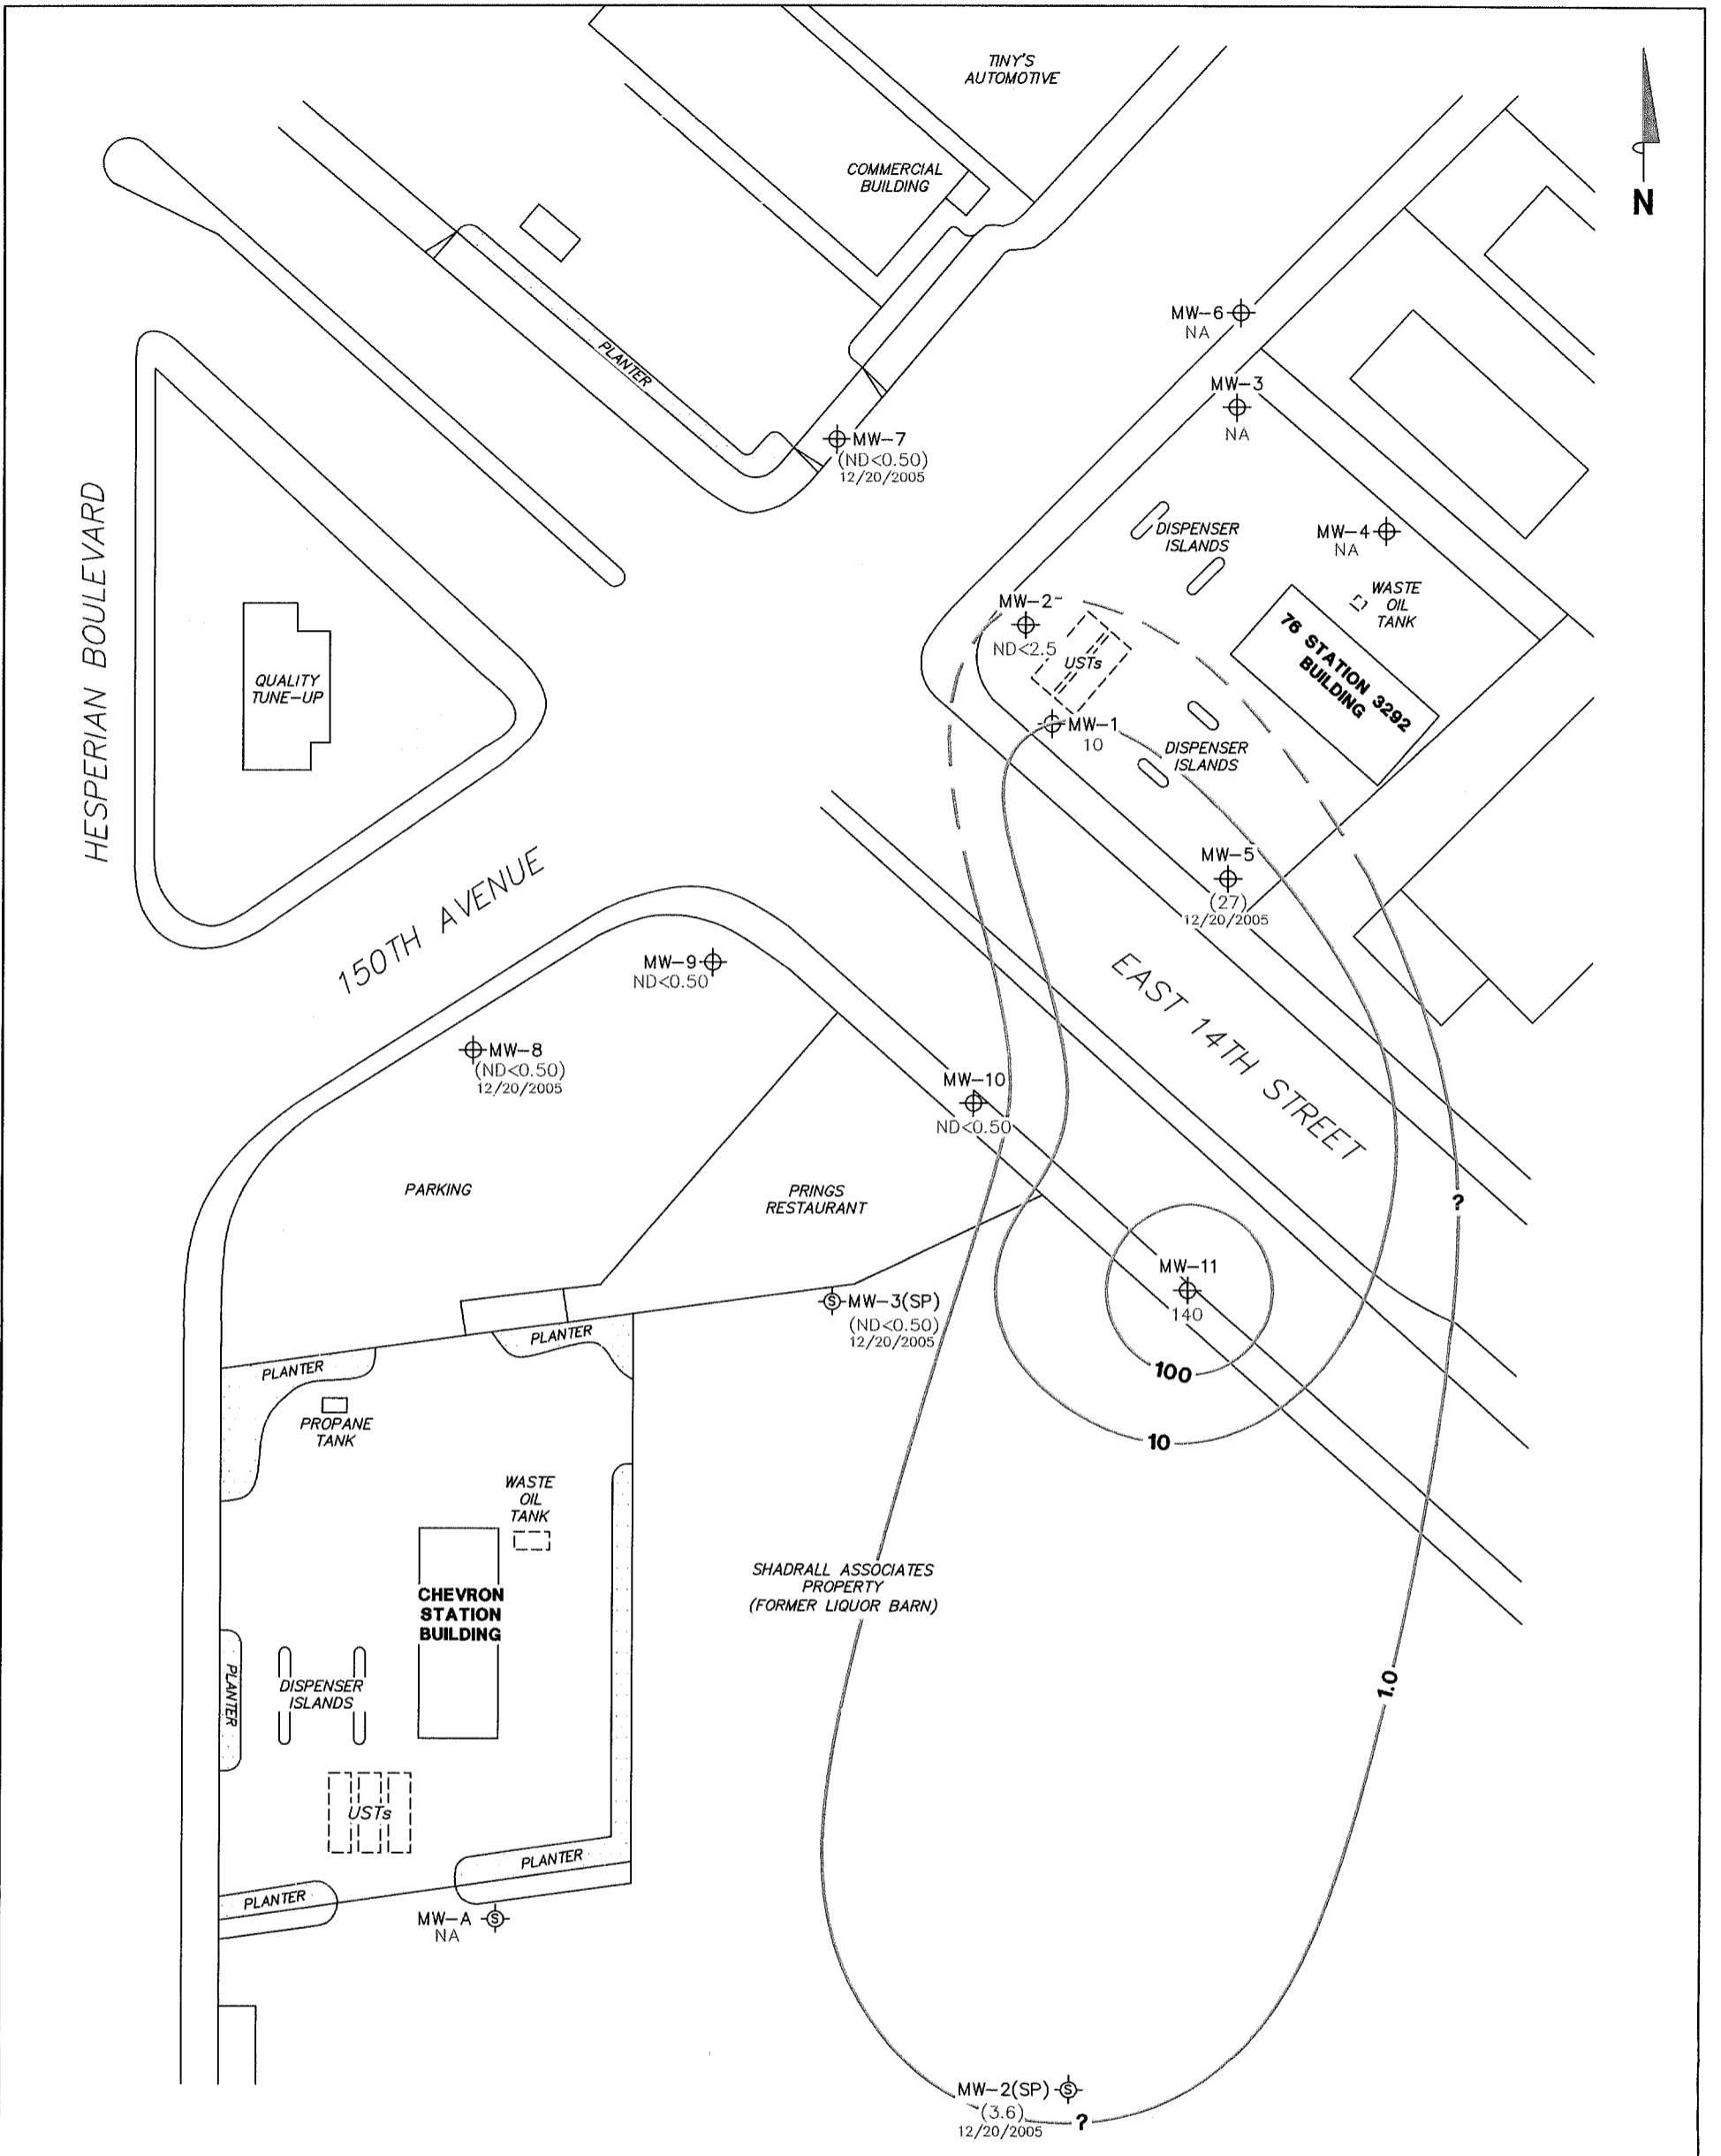 TINY'S
AUTOMOTIVE
COMMERCIAL
BUILDING
N
MW-6
NA
PLANTER
MW-3
NA
MW-7
(ND<0.50)
12/20/2005
HESPERIAN BOULEVARD
DISPENSER
ISLANDS
MW-4
NA
WASTE
OIL
TANK
MW-2
ND<2.5
USTs
76 STATION 3292
BUILDING
QUALITY
TUNE-UP
MW-1
10
DISPENSER
ISLANDS
150TH AVENUE
MW-5
(27)
12/20/2005
MW-9
ND<0.50
EAST 14TH STREET
MW-8
(ND<0.50)
12/20/2005
MW-10
ND<0.50
PARKING
PRINGS
RESTAURANT
?
MW-11
140
MW-3(SP)
(ND<0.50)
12/20/2005
PLANTER
PLANTER
100
PROPANE
TANK
10
WASTE
OIL
TANK
SHADRALL ASSOCIATES
PROPERTY
(FORMER LIQUOR BARN)
CHEVRON
STATION
BUILDING
PLANTER
DISPENSER
ISLANDS
1.0
USTs
PLANTER
PLANTER
MW-A
NA
MW-2(SP)
(3.6)
12/20/2005
?
S
S
S